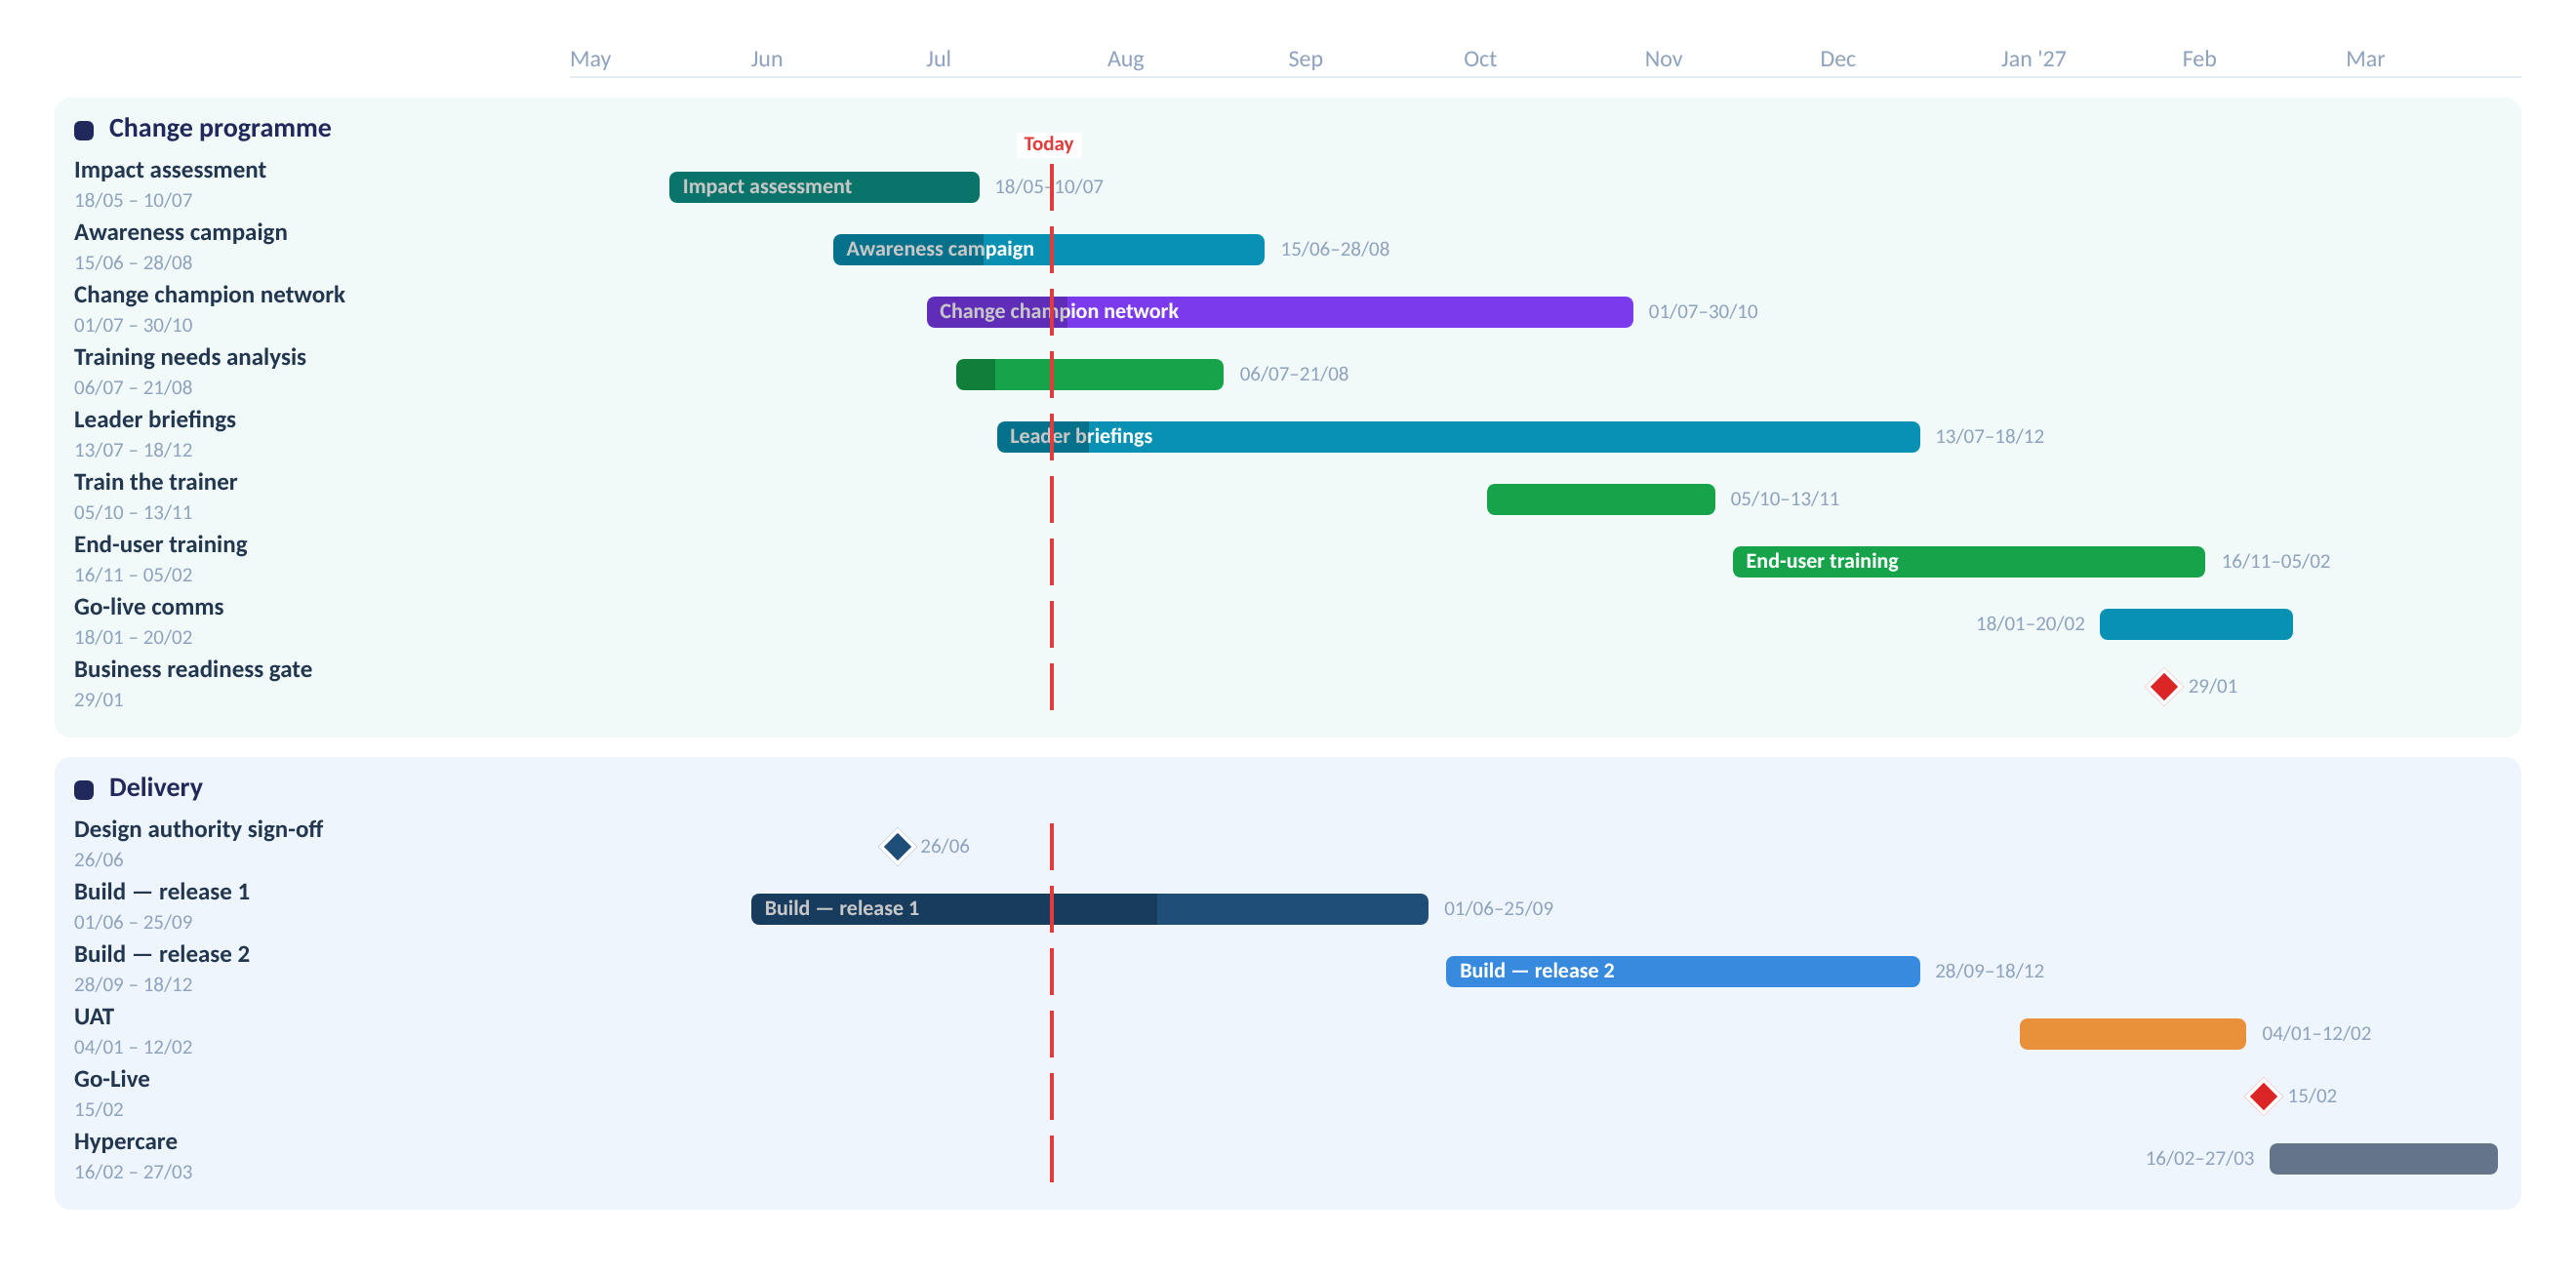 May Jun Jul Aug Sep Oct Nov Dec Jan '27 Feb Mar
Change programme
Today
Impact assessment
Impact assessment 18/05–10/07
18/05 – 10/07
Awareness campaign
Awareness campaign 15/06–28/08
15/06 – 28/08
Change champion network
Change champion network 01/07–30/10
01/07 – 30/10
Training needs analysis
06/07–21/08
06/07 – 21/08
Leader briefings
Leader briefings 13/07–18/12
13/07 – 18/12
Train the trainer
05/10–13/11
05/10 – 13/11
End-user training
End-user training 16/11–05/02
16/11 – 05/02
Go-live comms
18/01–20/02
18/01 – 20/02
Business readiness gate
29/01
29/01
Delivery
Design authority sign-off
26/06
26/06
Build — release 1
Build — release 1 01/06–25/09
01/06 – 25/09
Build — release 2
Build — release 2 28/09–18/12
28/09 – 18/12
UAT
04/01–12/02
04/01 – 12/02
Go-Live
15/02
15/02
Hypercare
16/02–27/03
16/02 – 27/03